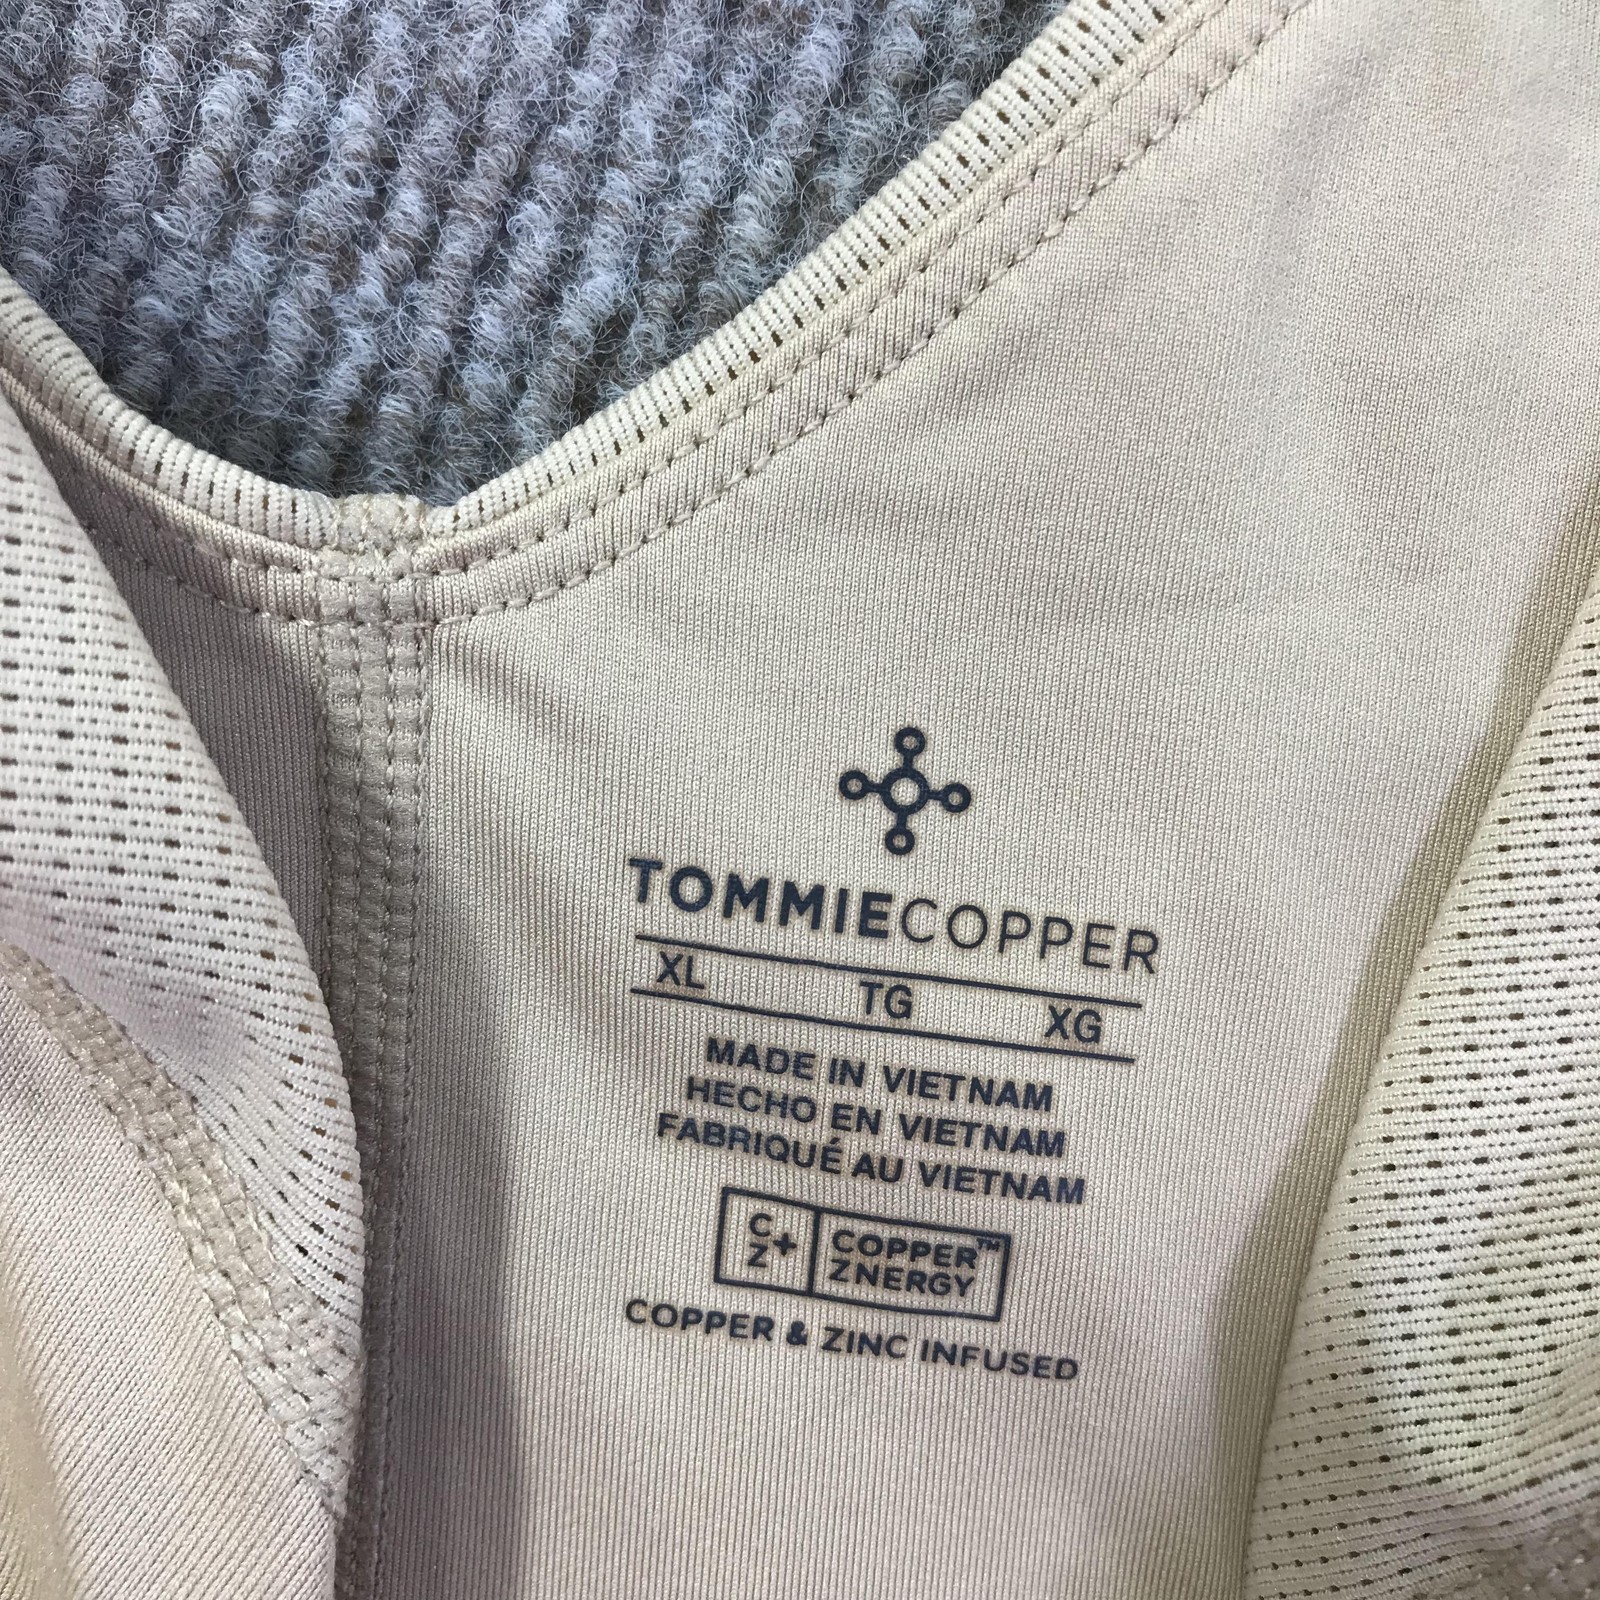 TOMMIECOPPER
XL TG XG
MADE IN VIETNAM
HECHO EN VIETNAM
FABRIQUÉ AU VIETNAM
C+Z COPPER™
ZNERGY
COPPER & ZINC INFUSED